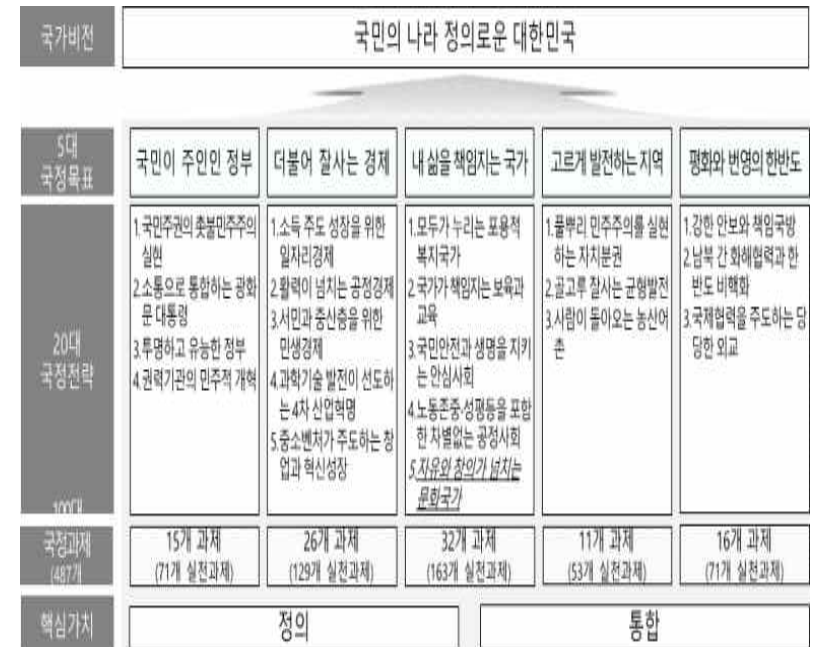 국가비전
국민의 나라 정의로운 대한민국
5대
국정목표
국민이 주인인 정부
더불어 잘사는 경제
내 삶을 책임지는 국가
고르게 발전하는 지역
평화와 번영의 한반도
20대
국정전략
1.국민주권의 촛불민주주의
실현
2.소통으로 통합하는 광화
문 대통령
3.투명하고 유능한 정부
4.권력기관의 민주적 개혁
1.소득 주도 성장을 위한
일자리경제
2.활력이 넘치는 공정경제
3.서민과 중산층을 위한
민생경제
4.과학기술 발전이 선도하
는 4차 산업혁명
5.중소벤처가 주도하는 창
업과 혁신성장
1.모두가 누리는 포용적
복지국가
2.국가가 책임지는 보육과
교육
3.국민안전과 생명을 지키
는 안심사회
4.노동존중·성평등을 포함
한 차별없는 공정사회
5.자유와 창의가 넘치는
문화국가
1.풀뿌리 민주주의를 실현
하는 자치분권
2.골고루 잘사는 균형발전
3.사람이 돌아오는 농산어
촌
1.강한 안보와 책임국방
2.남북 간 화해협력과 한
반도 비핵화
3.국제협력을 주도하는 당
당한 외교
100대
국정과제
(487개
15개 과제
(71개 실천과제)
26개 과제
(129개 실천과제)
32개 과제
(163개 실천과제)
11개 과제
(53개 실천과제)
16개 과제
(71개 실천과제)
핵심가치
정의
통합